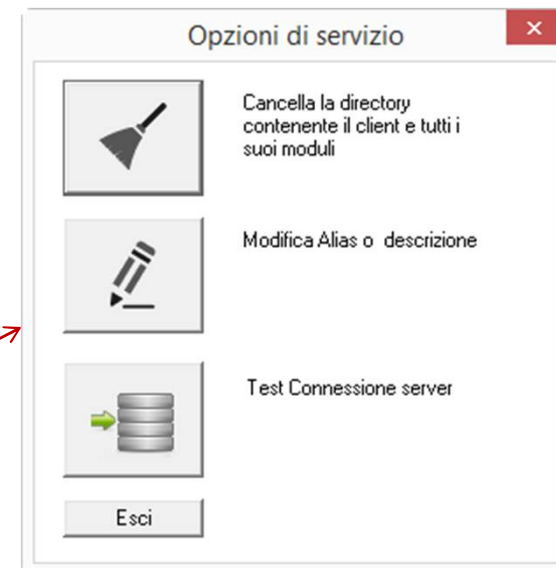 Opzioni di servizio
Cancella la directory
contenente il client e tutti i
suoi moduli
Modifica Alias o descrizione
Test Connessione server
Esci